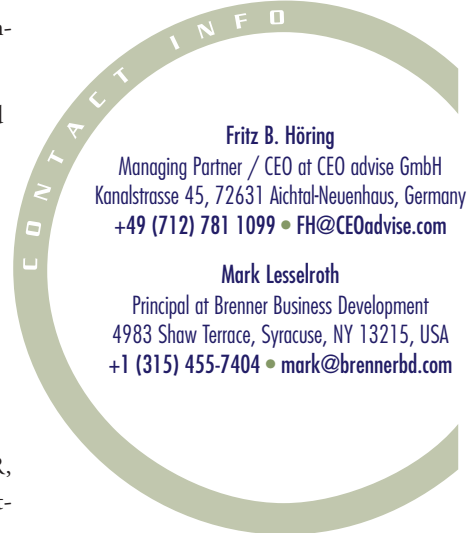 CONTACT INFO
Fritz B. Höring
Managing Partner / CEO at CEO advise GmbH
Kanalstrasse 45, 72631 Aichtal-Neuenhaus, Germany
+49 (712) 781 1099 • FH@CEOadvise.com
Mark Lesselroth
Principal at Brenner Business Development
4983 Shaw Terrace, Syracuse, NY 13215, USA
+1 (315) 455-7404 • mark@brennerbd.com